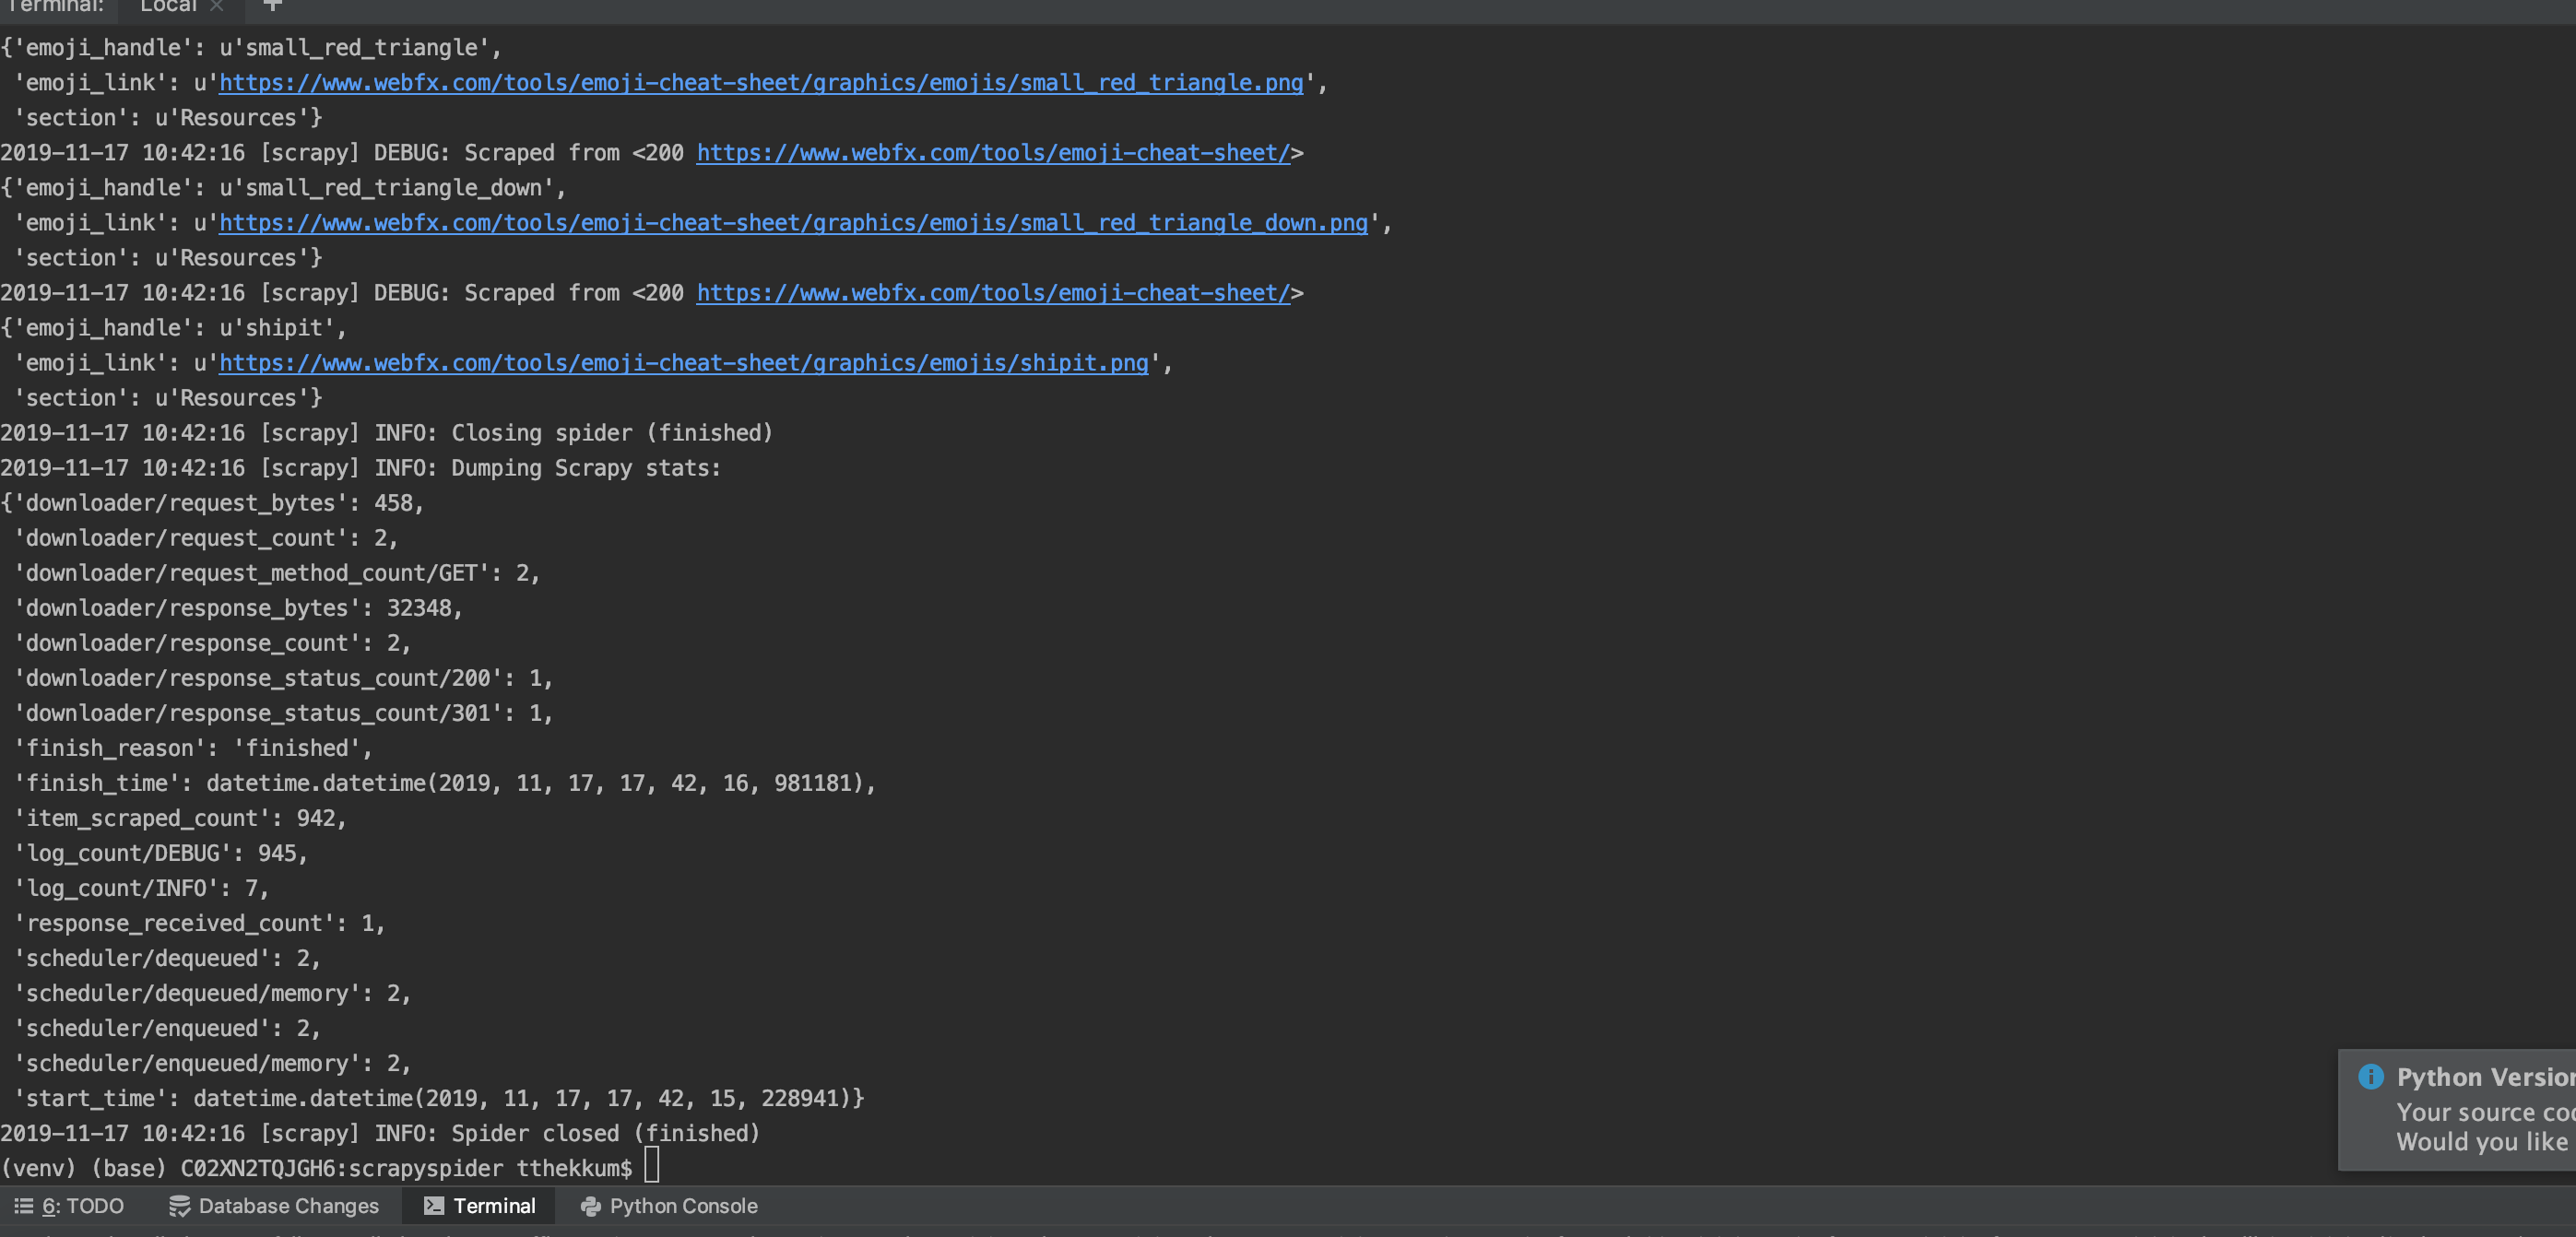 Terminal: Local × +
{'emoji_handle': u'small_red_triangle',
 'emoji_link': u'https://www.webfx.com/tools/emoji-cheat-sheet/graphics/emojis/small_red_triangle.png',
 'section': u'Resources'}
2019-11-17 10:42:16 [scrapy] DEBUG: Scraped from <200 https://www.webfx.com/tools/emoji-cheat-sheet/>
{'emoji_handle': u'small_red_triangle_down',
 'emoji_link': u'https://www.webfx.com/tools/emoji-cheat-sheet/graphics/emojis/small_red_triangle_down.png',
 'section': u'Resources'}
2019-11-17 10:42:16 [scrapy] DEBUG: Scraped from <200 https://www.webfx.com/tools/emoji-cheat-sheet/>
{'emoji_handle': u'shipit',
 'emoji_link': u'https://www.webfx.com/tools/emoji-cheat-sheet/graphics/emojis/shipit.png',
 'section': u'Resources'}
2019-11-17 10:42:16 [scrapy] INFO: Closing spider (finished)
2019-11-17 10:42:16 [scrapy] INFO: Dumping Scrapy stats:
{'downloader/request_bytes': 458,
 'downloader/request_count': 2,
 'downloader/request_method_count/GET': 2,
 'downloader/response_bytes': 32348,
 'downloader/response_count': 2,
 'downloader/response_status_count/200': 1,
 'downloader/response_status_count/301': 1,
 'finish_reason': 'finished',
 'finish_time': datetime.datetime(2019, 11, 17, 17, 42, 16, 981181),
 'item_scraped_count': 942,
 'log_count/DEBUG': 945,
 'log_count/INFO': 7,
 'response_received_count': 1,
 'scheduler/dequeued': 2,
 'scheduler/dequeued/memory': 2,
 'scheduler/enqueued': 2,
 'scheduler/enqueued/memory': 2,
 'start_time': datetime.datetime(2019, 11, 17, 17, 42, 15, 228941)}
2019-11-17 10:42:16 [scrapy] INFO: Spider closed (finished)
(venv) (base) C02XN2TQJGH6:scrapyspider tthekkum$
Python Version
Your source co
Would you like
6: TODO Database Changes Terminal Python Console